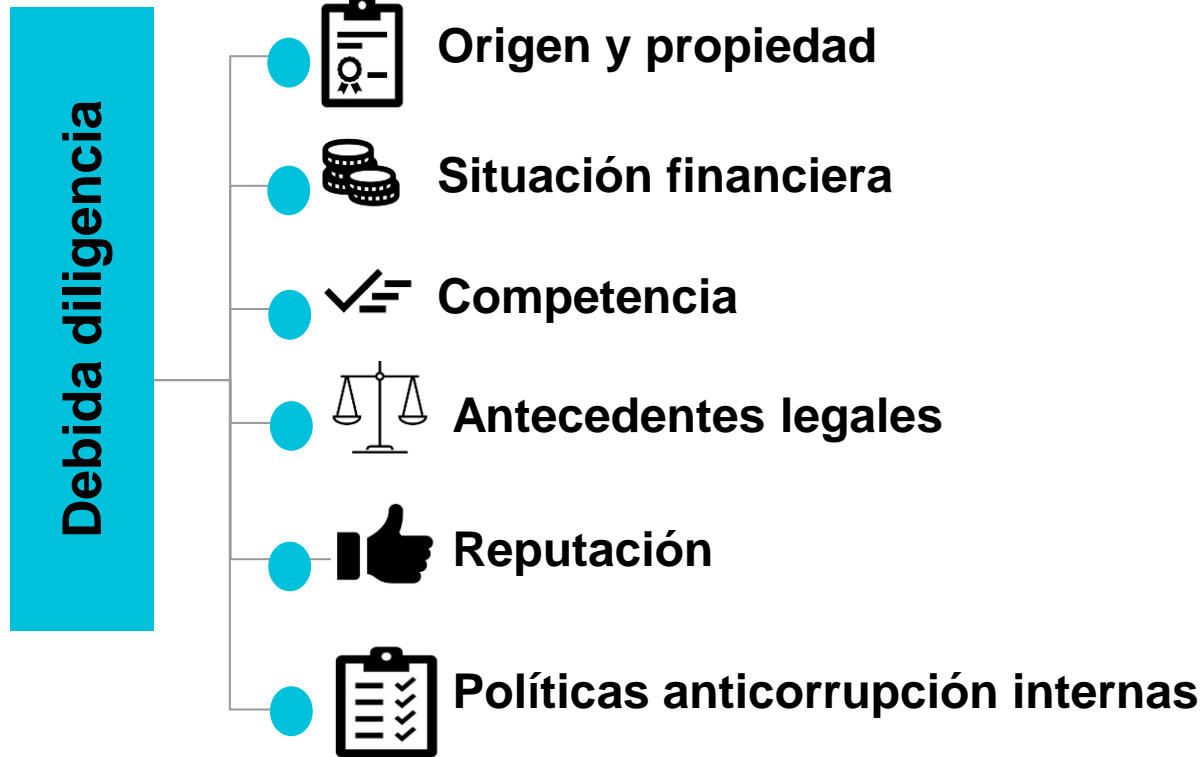 Debida diligencia
Origen y propiedad
Situación financiera
Competencia
Antecedentes legales
Reputación
Políticas anticorrupción internas